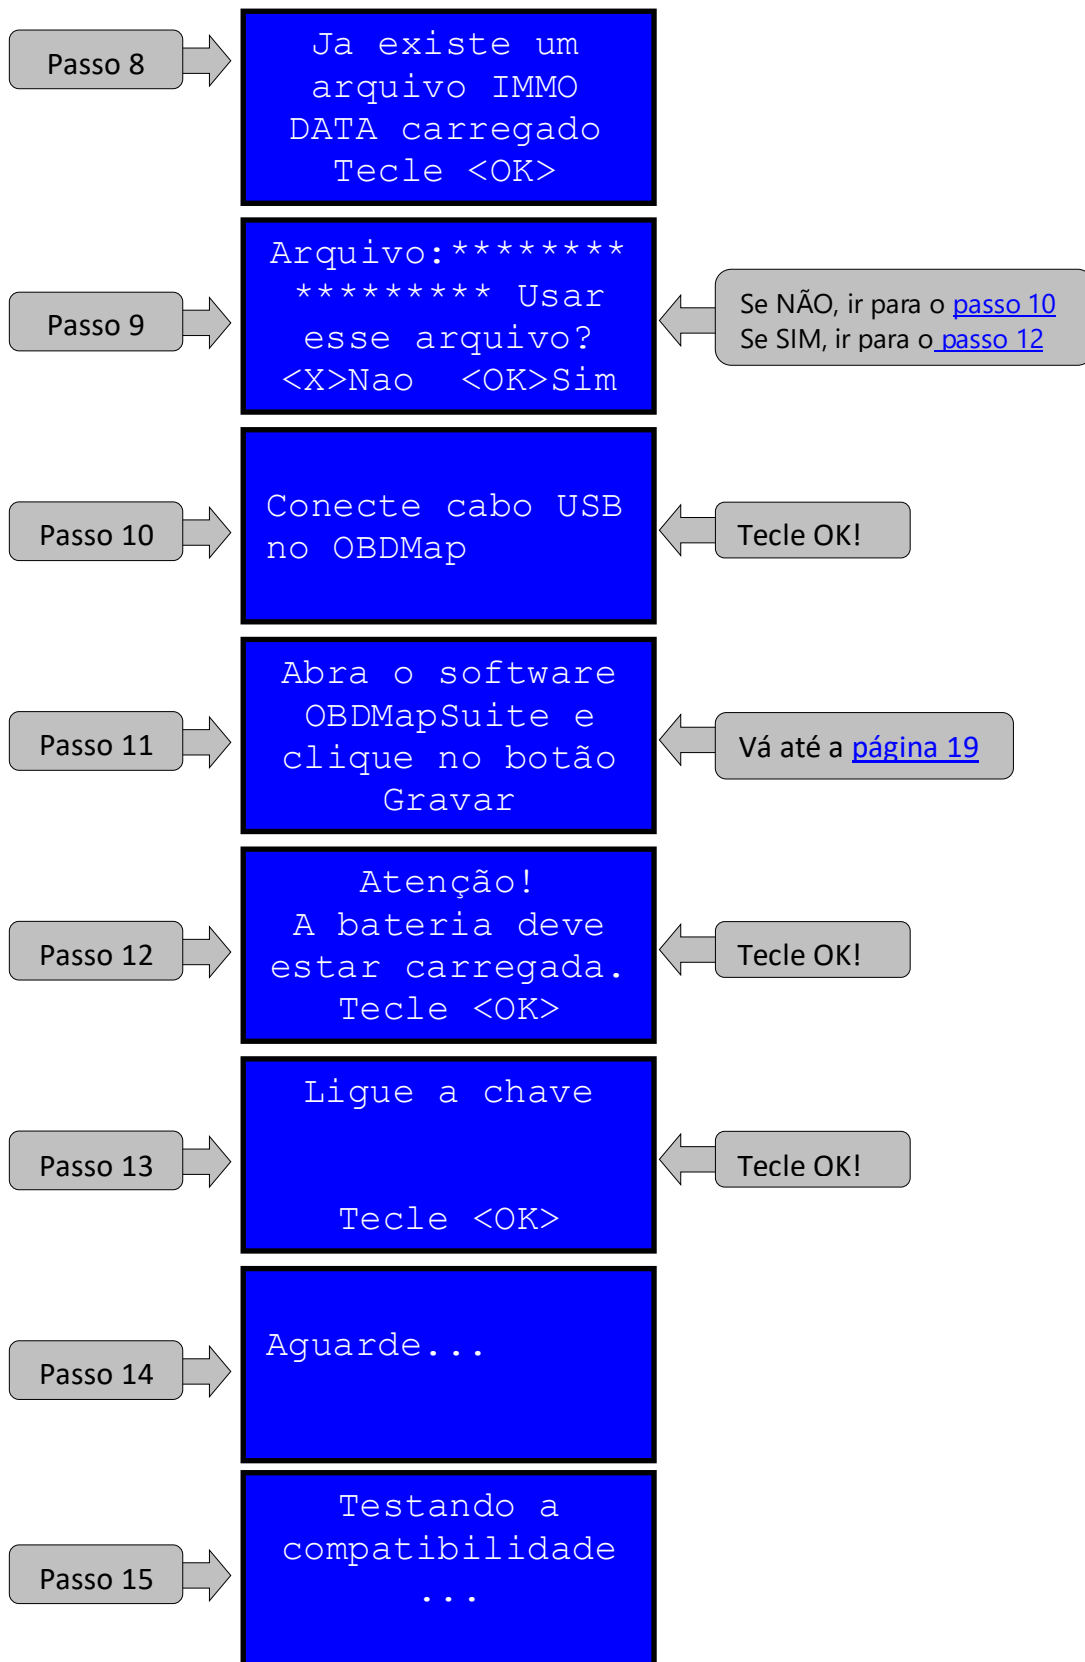 Passo 8
Ja existe um
arquivo IMMO
DATA carregado
Tecle <OK>
Passo 9
Arquivo:********
********* Usar
esse arquivo?
<X>Nao <OK>Sim
Se NÃO, ir para o passo 10
Se SIM, ir para o passo 12
Passo 10
Conecte cabo USB
no OBDMap
Tecle OK!
Passo 11
Abra o software
OBDMapSuite e
clique no botão
Gravar
Vá até a página 19
Passo 12
Atenção!
A bateria deve
estar carregada.
Tecle <OK>
Tecle OK!
Passo 13
Ligue a chave
Tecle <OK>
Tecle OK!
Passo 14
Aguarde...
Passo 15
Testando a
compatibilidade
...